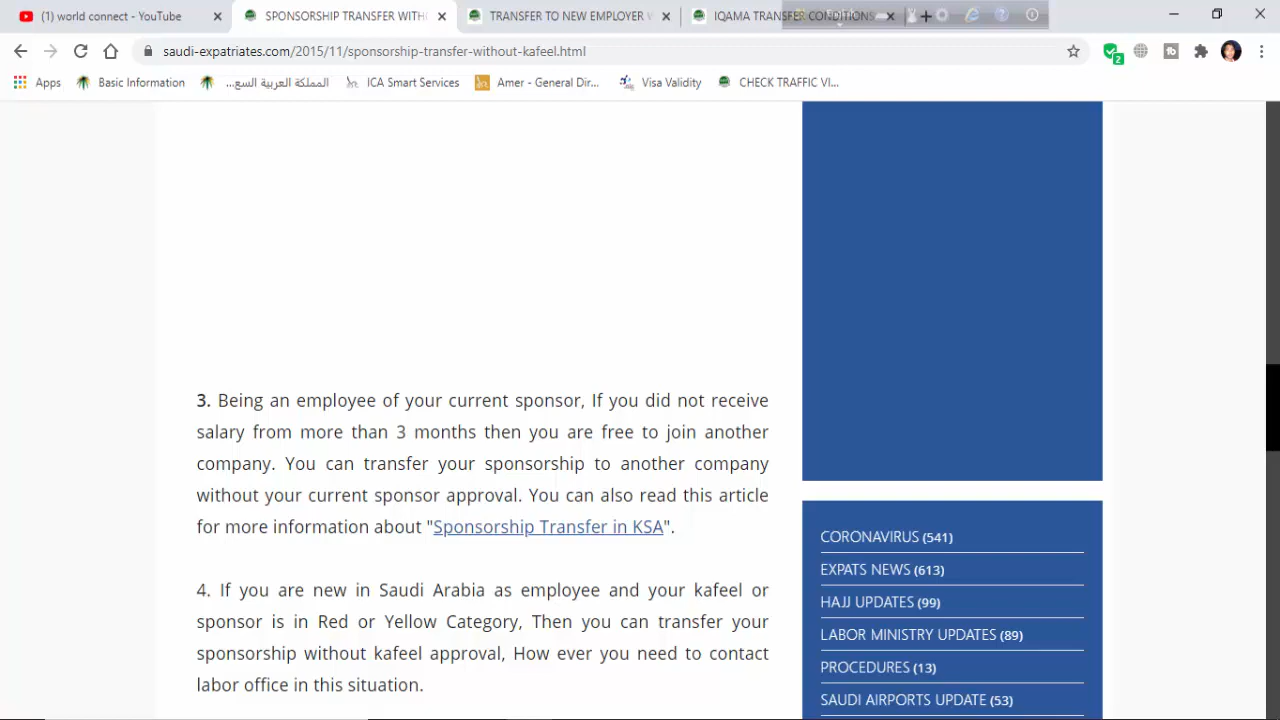 (1) world connect - YouTube
SPONSORSHIP TRANSFER WITH
TRANSFER TO NEW EMPLOYER W
IQAMA TRANSFER CONDITIONS
saudi-expatriates.com/2015/11/sponsorship-transfer-without-kafeel.html
2
Apps
Basic Information
المملكة العربية السع...
ICA Smart Services
Amer - General Dir...
Visa Validity
CHECK TRAFFIC VI...
3. Being an employee of your current sponsor, If you did not receive
salary from more than 3 months then you are free to join another
company. You can transfer your sponsorship to another company
without your current sponsor approval. You can also read this article
for more information about "Sponsorship Transfer in KSA".
4. If you are new in Saudi Arabia as employee and your kafeel or
sponsor is in Red or Yellow Category, Then you can transfer your
sponsorship without kafeel approval, How ever you need to contact
labor office in this situation.
CORONAVIRUS (541)
EXPATS NEWS (613)
HAJJ UPDATES (99)
LABOR MINISTRY UPDATES (89)
PROCEDURES (13)
SAUDI AIRPORTS UPDATE (53)